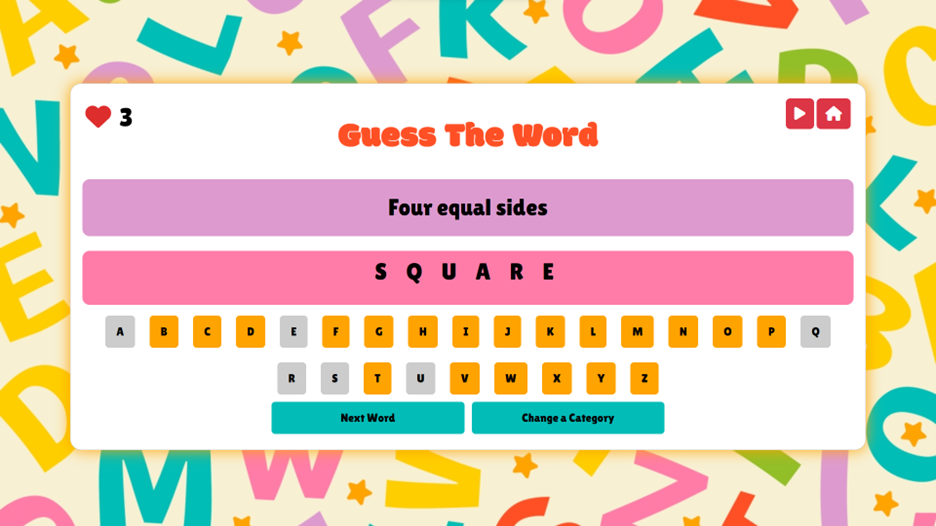 3
Guess The Word
Four equal sides
S Q U A R E
A B C D E F G H I J K L M N O P Q
R S T U V W X Y Z
Next Word Change a Category